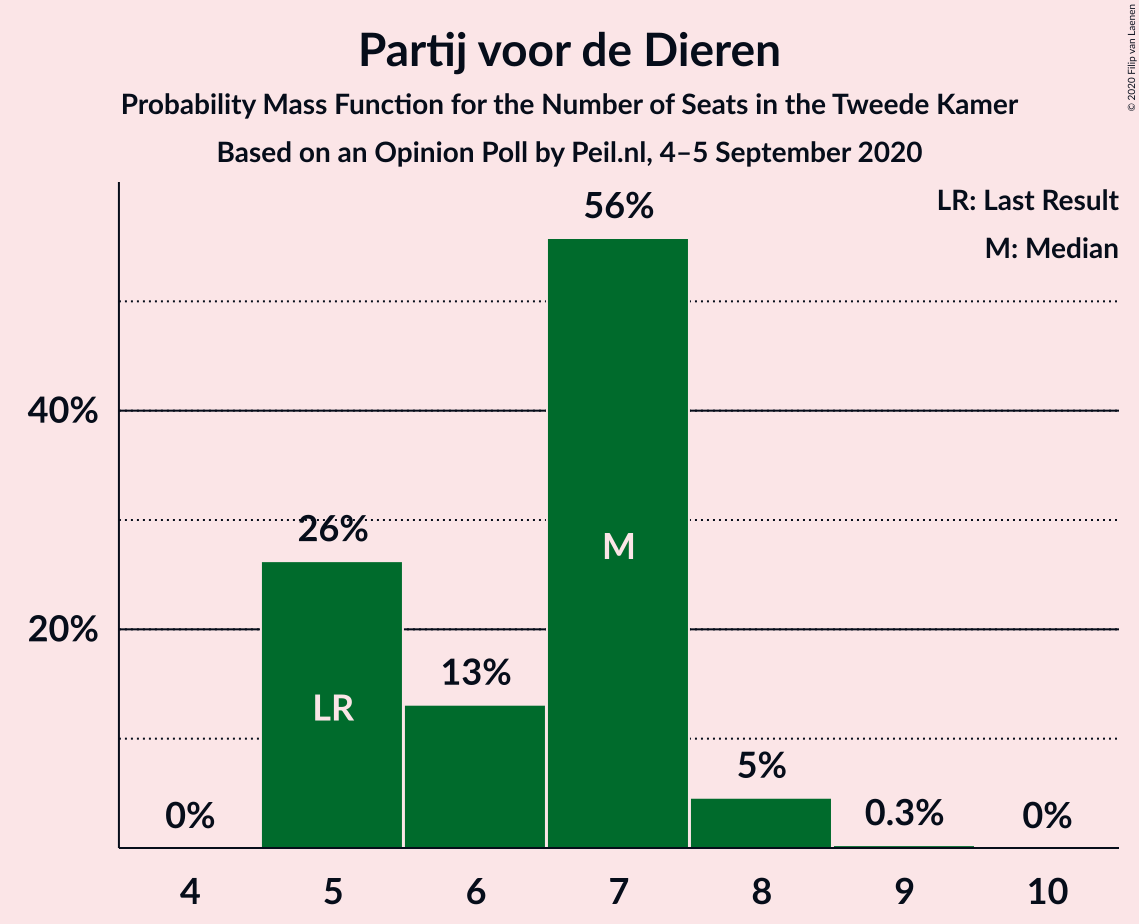 Partij voor de Dieren
Probability Mass Function for the Number of Seats in the Tweede Kamer
Based on an Opinion Poll by Peil.nl, 4–5 September 2020
© 2020 Filip van Laenen
LR: Last Result
M: Median
56%
40%
26%
M
20%
13%
LR
5%
0%
0.3%
0%
4 5 6 7 8 9 10